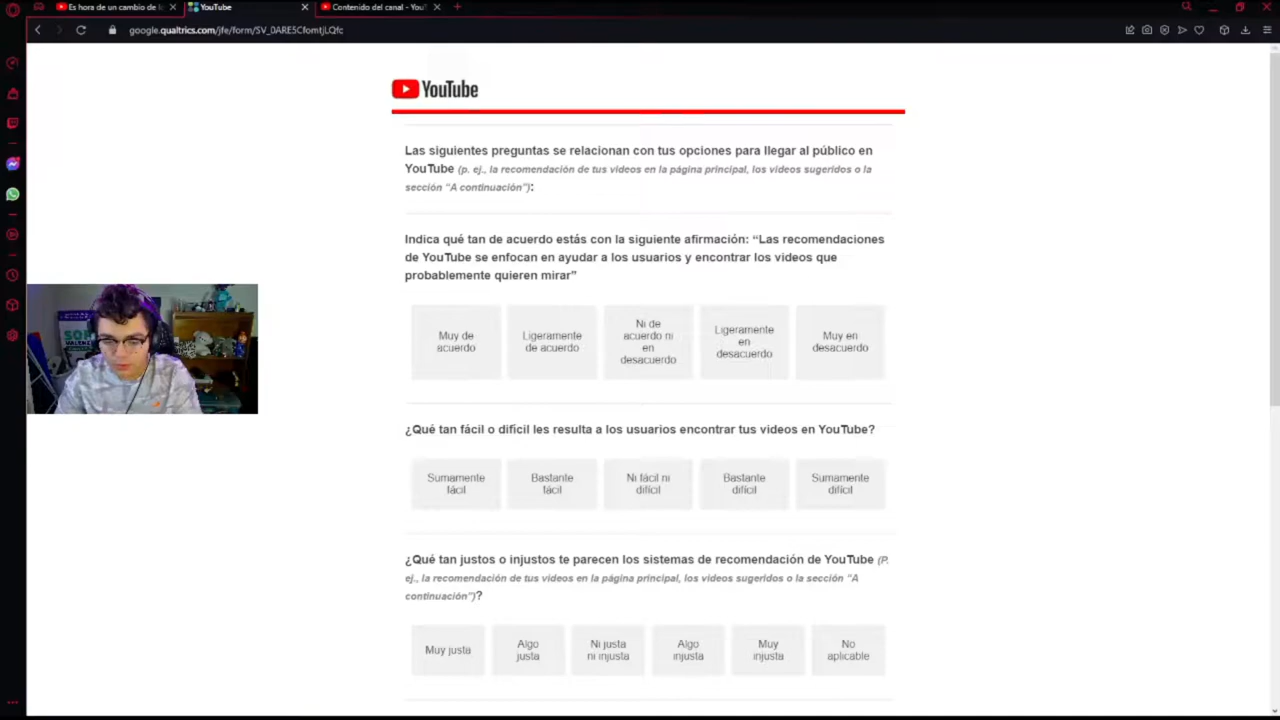 Es hora de un cambio de
YouTube
Contenido del canal - You
google.qualtrics.com/jfe/form/SV_0ARE5CfomtjLQfc
YouTube
Las siguientes preguntas se relacionan con tus opciones para llegar al público en
YouTube (p. ej., la recomendación de tus videos en la página principal, los videos sugeridos o la
sección “A continuación”):
Indica qué tan de acuerdo estás con la siguiente afirmación: “Las recomendaciones
de YouTube se enfocan en ayudar a los usuarios y encontrar los videos que
probablemente quieren mirar”
Muy de
acuerdo
Ligeramente
de acuerdo
Ni de
acuerdo ni
en
desacuerdo
Ligeramente
en
desacuerdo
Muy en
desacuerdo
¿Qué tan fácil o difícil les resulta a los usuarios encontrar tus videos en YouTube?
Sumamente
fácil
Bastante
fácil
Ni fácil ni
difícil
Bastante
difícil
Sumamente
difícil
¿Qué tan justos o injustos te parecen los sistemas de recomendación de YouTube (P.
ej., la recomendación de tus videos en la página principal, los videos sugeridos o la sección “A
continuación”)?
Muy justa
Algo
justa
Ni justa
ni injusta
Algo
injusta
Muy
injusta
No
aplicable